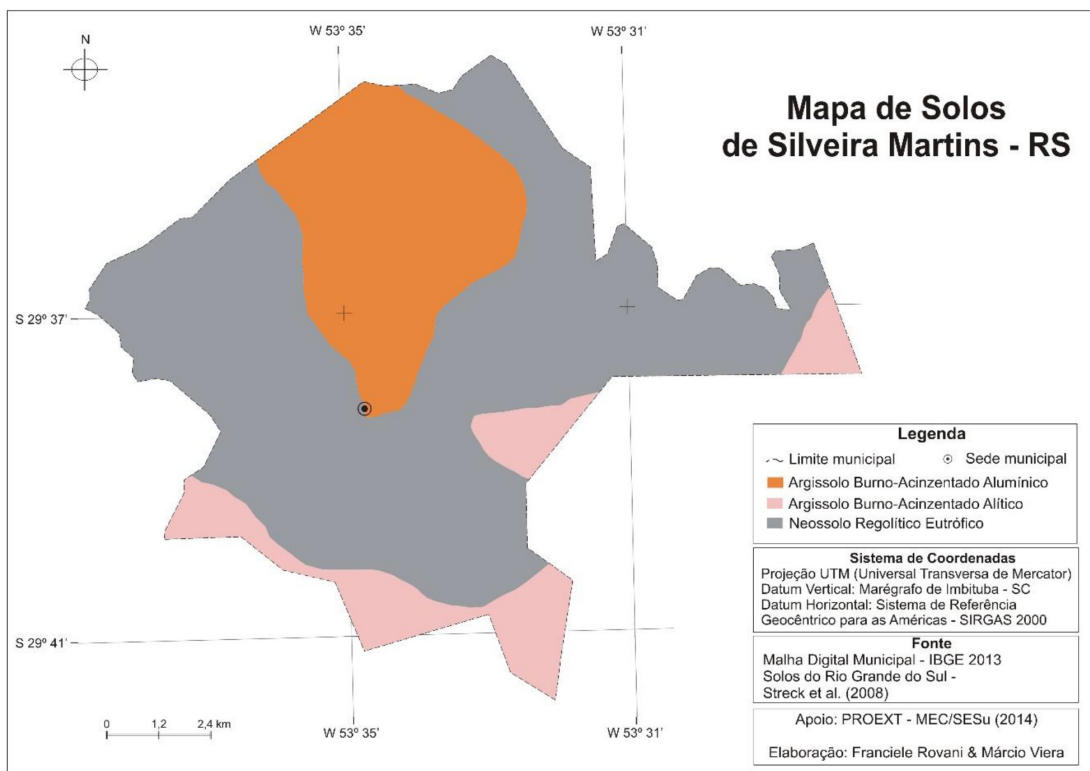 W 53º 35'
W 53º 31'
N
Mapa de Solos
de Silveira Martins - RS
S 29º 37'
Legenda
Limite municipal
Sede municipal
Argissolo Burno-Acinzentado Alumínico
Argissolo Burno-Acinzentado Alítico
Neossolo Regolítico Eutrófico
Sistema de Coordenadas
Projeção UTM (Universal Transversa de Mercator)
Datum Vertical: Marégrafo de Imbituba - SC
Datum Horizontal: Sistema de Referência
Geocêntrico para as Américas - SIRGAS 2000
Fonte
Malha Digital Municipal - IBGE 2013
Solos do Rio Grande do Sul -
Streck et al. (2008)
Apoio: PROEXT - MEC/SESu (2014)
Elaboração: Franciele Rovani & Márcio Viera
S 29º 41'
0 1,2 2,4 km
W 53º 35'
W 53º 31'